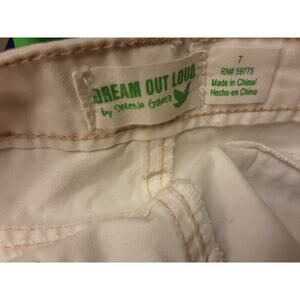 DREAM OUT LOUD
by Selena Gomez
7
RN# 59775
Made in China/
Hecho en China